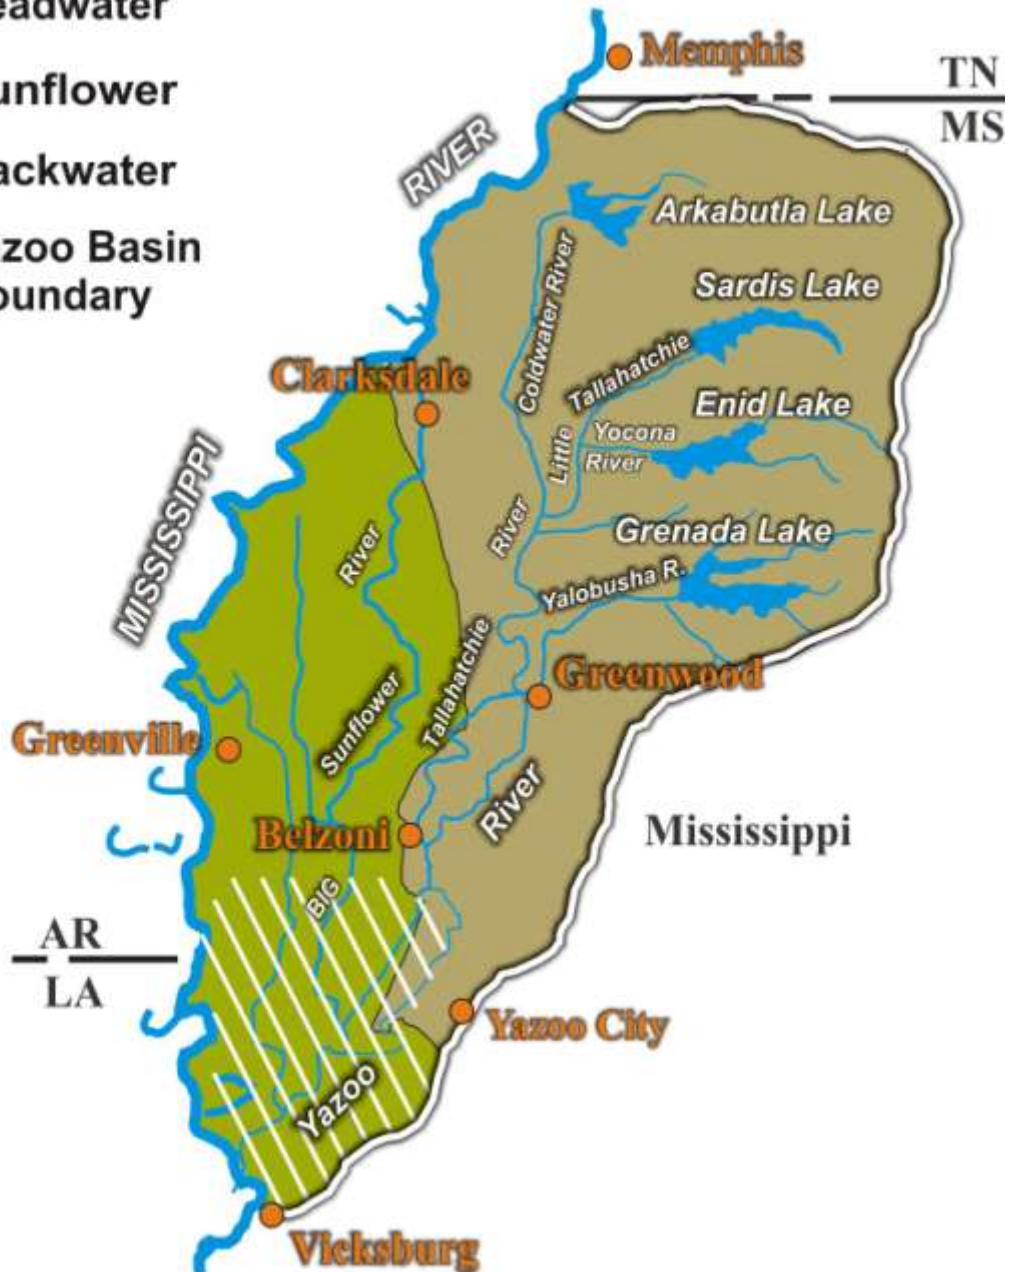 eadwater
unflower
ackwater
zoo Basin
oundary
Memphis
TN
MS
RIVER
Arkabutla Lake
Coldwater River
Sardis Lake
Tallahatchie
Clarksdale
Enid Lake
Little
Yocona
River
MISSISSIPPI
River
River
Grenada Lake
Yalobusha R.
Tallahatchie
Greenwood
Sunflower
Greenville
River
Belzoni
Mississippi
BIG
AR
LA
Yazoo City
Yazoo
Vicksburg